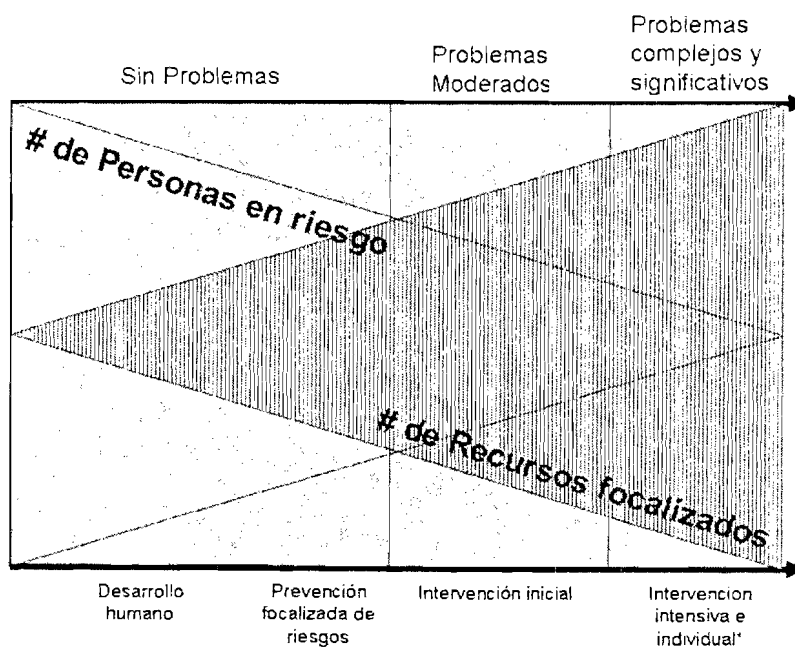 Sin Problemas
Problemas
Moderados
Problemas
complejos y
significativos
# de Personas en riesgo
# de Recursos focalizados
Desarrollo
humano
Prevención
focalizada de
riesgos
Intervención inicial
Intervencion
intensiva e
individual*